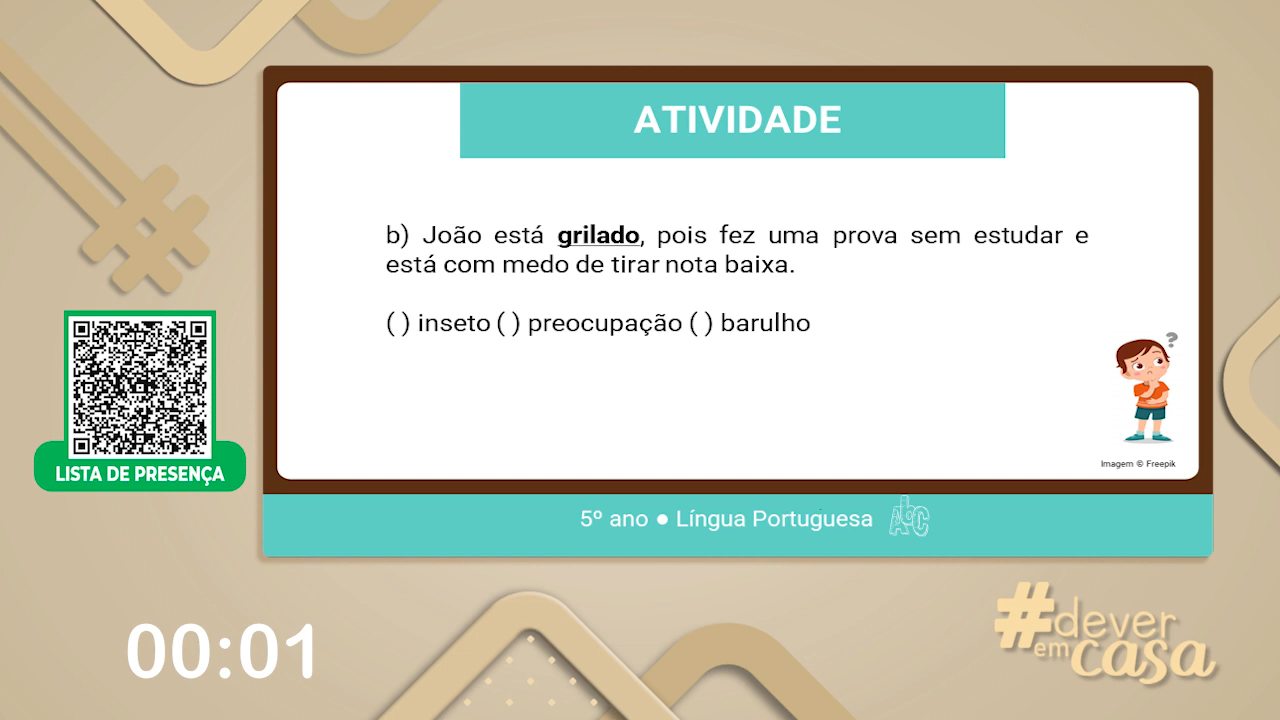 ATIVIDADE
b) João está grilado, pois fez uma prova sem estudar e
está com medo de tirar nota baixa.
( ) inseto ( ) preocupação ( ) barulho
?
Imagem © Freepik
LISTA DE PRESENÇA
5º ano ● Língua Portuguesa AbC
00:01
#dever
em casa